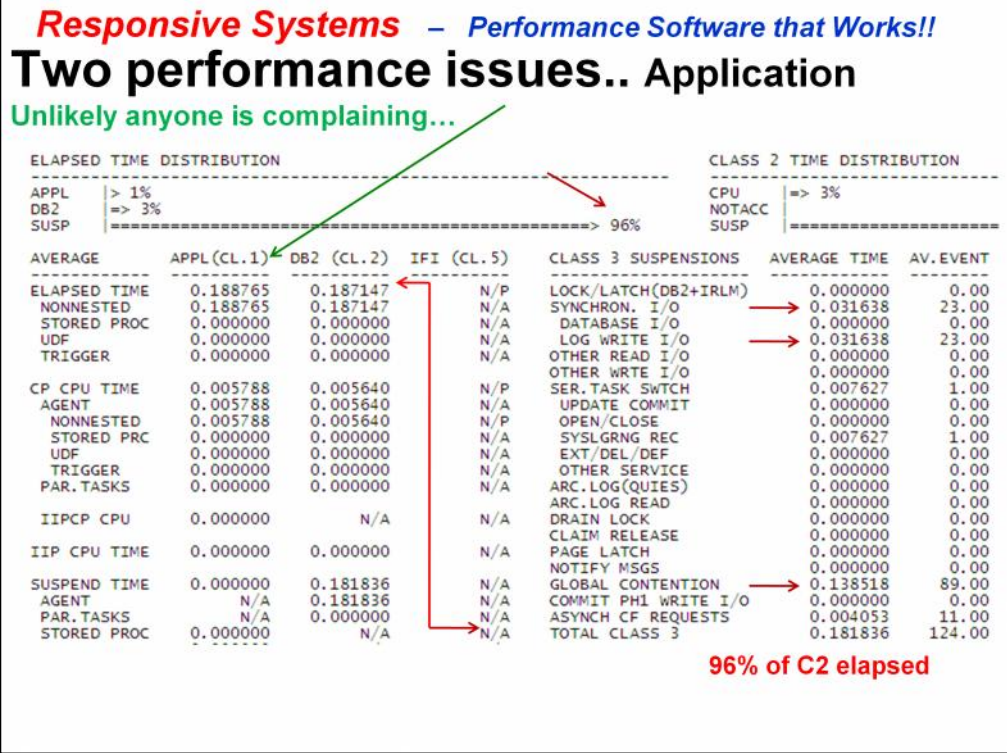 Responsive Systems – Performance Software that Works!!
Two performance issues.. Application
Unlikely anyone is complaining…
ELAPSED TIME DISTRIBUTION CLASS 2 TIME DISTRIBUTION
APPL |> 1% CPU |=> 3%
DB2 |=> 3% NOTACC |
SUSP |================================================> 96% SUSP |=====================
AVERAGE APPL(CL.1) DB2 (CL.2) IFI (CL.5) CLASS 3 SUSPENSIONS AVERAGE TIME AV.EVENT
ELAPSED TIME 0.188765 0.187147 N/P LOCK/LATCH(DB2+IRLM) 0.000000 0.00
NONNESTED 0.188765 0.187147 N/A SYNCHRON. I/O 0.031638 23.00
STORED PROC 0.000000 0.000000 N/A DATABASE I/O 0.000000 0.00
UDF 0.000000 0.000000 N/A LOG WRITE I/O 0.031638 23.00
TRIGGER 0.000000 0.000000 N/A OTHER READ I/O 0.000000 0.00
OTHER WRTE I/O 0.000000 0.00
CP CPU TIME 0.005788 0.005640 N/P SER.TASK SWTCH 0.007627 1.00
AGENT 0.005788 0.005640 N/A UPDATE COMMIT 0.000000 0.00
NONNESTED 0.005788 0.005640 N/P OPEN/CLOSE 0.000000 0.00
STORED PRC 0.000000 0.000000 N/A SYSLGRNG REC 0.007627 1.00
UDF 0.000000 0.000000 N/A EXT/DEL/DEF 0.000000 0.00
TRIGGER 0.000000 0.000000 N/A OTHER SERVICE 0.000000 0.00
PAR.TASKS 0.000000 0.000000 N/A ARC.LOG(QUIES) 0.000000 0.00
ARC.LOG READ 0.000000 0.00
IIPCP CPU 0.000000 N/A N/A DRAIN LOCK 0.000000 0.00
CLAIM RELEASE 0.000000 0.00
IIP CPU TIME 0.000000 0.000000 N/A PAGE LATCH 0.000000 0.00
NOTIFY MSGS 0.000000 0.00
SUSPEND TIME 0.000000 0.181836 N/A GLOBAL CONTENTION 0.138518 89.00
AGENT N/A 0.181836 N/A COMMIT PH1 WRITE I/O 0.000000 0.00
PAR.TASKS N/A 0.000000 N/A ASYNCH CF REQUESTS 0.004053 11.00
STORED PROC 0.000000 N/A N/A TOTAL CLASS 3 0.181836 124.00
96% of C2 elapsed